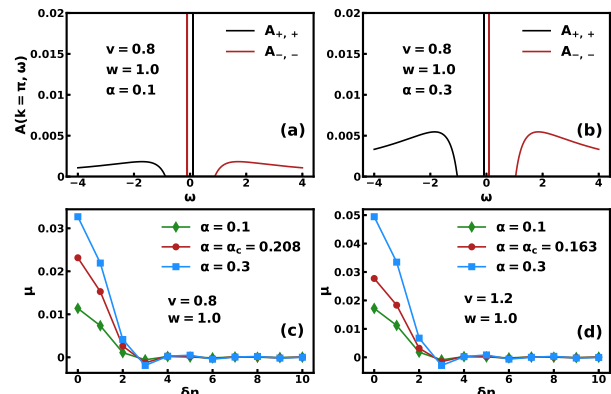 A(k = π, ω)
0.02
0.015
0.01
0.005
0
v = 0.8
w = 1.0
α = 0.1
A+, +
A−, −
(a)
−4 −2 0 2 4
ω
0.02
0.015
0.01
0.005
0
v = 0.8
w = 1.0
α = 0.3
A+, +
A−, −
(b)
−4 −2 0 2 4
ω
μ
0.03
0.02
0.01
0
α = 0.1
α = αc = 0.208
α = 0.3
v = 0.8
w = 1.0
(c)
0 2 4 6 8 10
δn
μ
0.05
0.04
0.03
0.02
0.01
0
α = 0.1
α = αc = 0.163
α = 0.3
v = 1.2
w = 1.0
(d)
0 2 4 6 8 10
δn